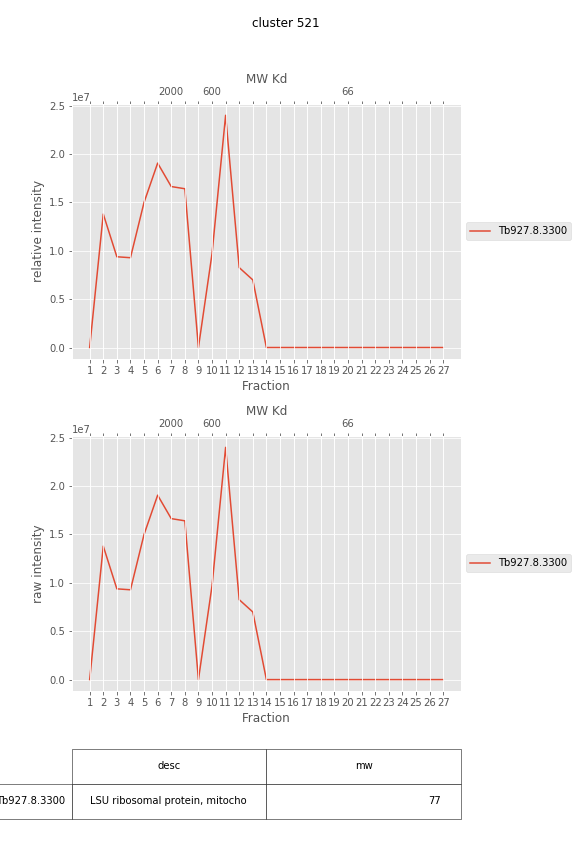 cluster 521
MW Kd
2000 600 66
1e7
2.5
2.0
1.5
1.0
0.5
0.0
relative intensity
Tb927.8.3300
1 2 3 4 5 6 7 8 9 10 11 12 13 14 15 16 17 18 19 20 21 22 23 24 25 26 27
Fraction
MW Kd
2000 600 66
1e7
2.5
2.0
1.5
1.0
0.5
0.0
raw intensity
Tb927.8.3300
1 2 3 4 5 6 7 8 9 10 11 12 13 14 15 16 17 18 19 20 21 22 23 24 25 26 27
Fraction
desc mw
Tb927.8.3300 LSU ribosomal protein, mitocho 77